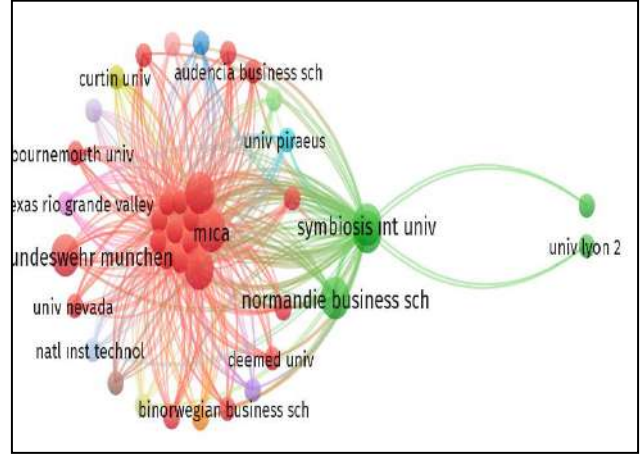 curtin univ
audencia business sch
univ piraeus
bournemouth univ
exas rio grande valley
mica
symbiosis int univ
univ lyon 2
undeswehr munchen
normandie business sch
univ nevada
natl inst technol
deemed univ
binorwegian business sch